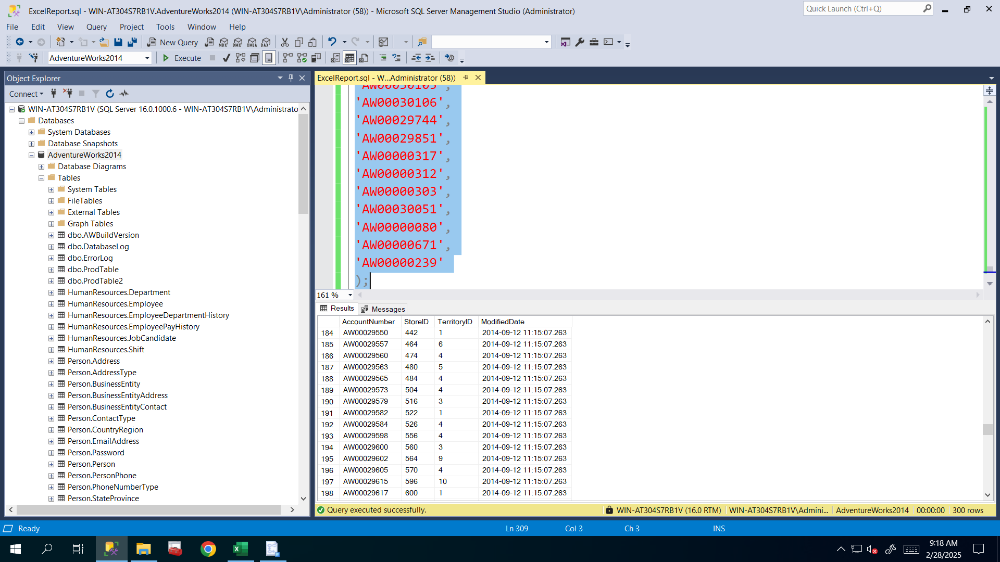 ExcelReport.sql - WIN-AT304S7RB1V.AdventureWorks2014 (WIN-AT304S7RB1V\Administrator (58)) - Microsoft SQL Server Management Studio (Administrator)
Quick Launch (Ctrl+Q)
File Edit View Query Project Tools Window Help
New Query MDX DMX XMLA DAX
AdventureWorks2014 Execute
Object Explorer
Connect
WIN-AT304S7RB1V (SQL Server 16.0.1000.6 - WIN-AT304S7RB1V\Administrato
Databases
System Databases
Database Snapshots
AdventureWorks2014
Database Diagrams
Tables
System Tables
FileTables
External Tables
Graph Tables
dbo.AWBuildVersion
dbo.DatabaseLog
dbo.ErrorLog
dbo.ProdTable
dbo.ProdTable2
HumanResources.Department
HumanResources.Employee
HumanResources.EmployeeDepartmentHistory
HumanResources.EmployeePayHistory
HumanResources.JobCandidate
HumanResources.Shift
Person.Address
Person.AddressType
Person.BusinessEntity
Person.BusinessEntityAddress
Person.BusinessEntityContact
Person.ContactType
Person.CountryRegion
Person.EmailAddress
Person.Password
Person.Person
Person.PersonPhone
Person.PhoneNumberType
Person.StateProvince
ExcelReport.sql - W...Administrator (58))
'AW00030105',
'AW00030106',
'AW00029744',
'AW00029851',
'AW00000317',
'AW00000312',
'AW00000303',
'AW00030051',
'AW00000080',
'AW00000671',
'AW00000239'
);
161 %
Results Messages
AccountNumber StoreID TerritoryID ModifiedDate
184 AW00029550 442 1 2014-09-12 11:15:07.263
185 AW00029557 464 6 2014-09-12 11:15:07.263
186 AW00029560 474 4 2014-09-12 11:15:07.263
187 AW00029563 480 5 2014-09-12 11:15:07.263
188 AW00029565 484 4 2014-09-12 11:15:07.263
189 AW00029573 504 4 2014-09-12 11:15:07.263
190 AW00029579 516 3 2014-09-12 11:15:07.263
191 AW00029582 522 1 2014-09-12 11:15:07.263
192 AW00029584 526 4 2014-09-12 11:15:07.263
193 AW00029598 556 4 2014-09-12 11:15:07.263
194 AW00029600 560 3 2014-09-12 11:15:07.263
195 AW00029602 564 9 2014-09-12 11:15:07.263
196 AW00029605 570 4 2014-09-12 11:15:07.263
197 AW00029615 596 10 2014-09-12 11:15:07.263
198 AW00029617 600 1 2014-09-12 11:15:07.263
Query executed successfully. WIN-AT304S7RB1V (16.0 RTM) WIN-AT304S7RB1V\Admini... AdventureWorks2014 00:00:00 300 rows
Ready Ln 309 Col 3 Ch 3 INS
9:18 AM
2/28/2025